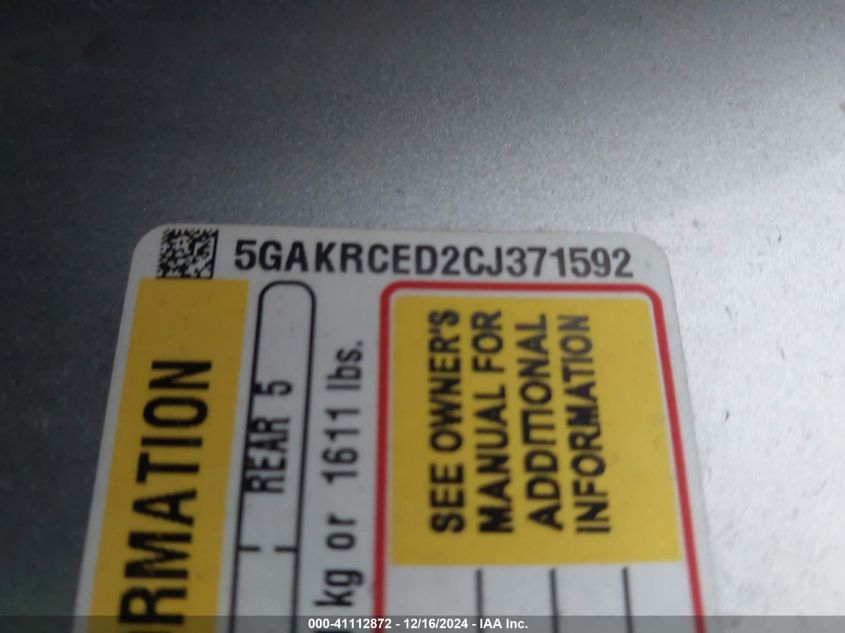 5GAKRCED2CJ371592
ORMATION
REAR 5
kg or 1611 lbs.
SEE OWNER'S
MANUAL FOR
ADDITIONAL
INFORMATION
000-41112872 - 12/16/2024 - IAA Inc.